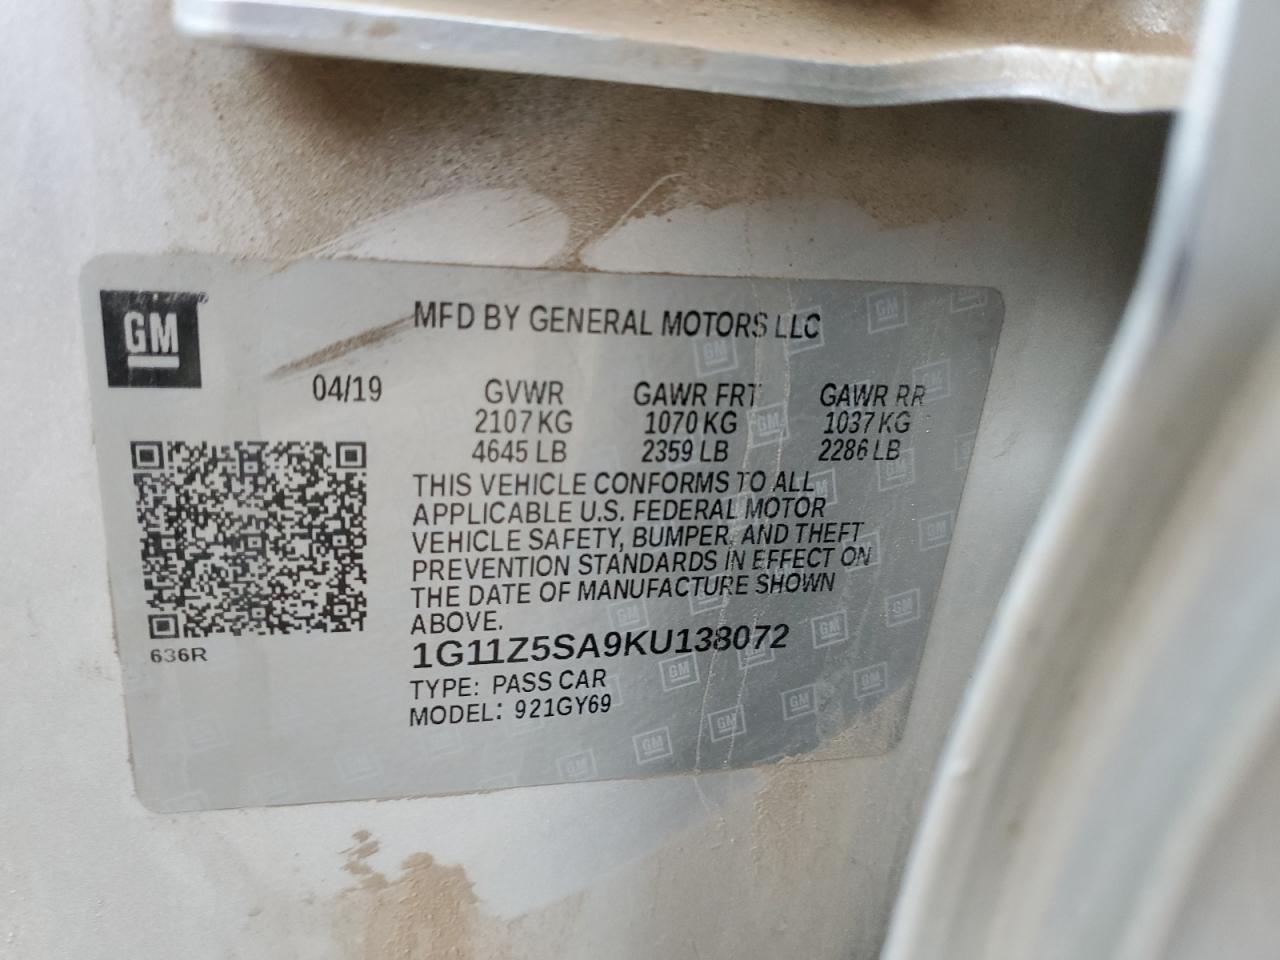 GM
MFD BY GENERAL MOTORS LLC
04/19 GVWR GAWR FRT GAWR RR
2107 KG 1070 KG 1037 KG
4645 LB 2359 LB 2286 LB
THIS VEHICLE CONFORMS TO ALL
APPLICABLE U.S. FEDERAL MOTOR
VEHICLE SAFETY, BUMPER, AND THEFT
PREVENTION STANDARDS IN EFFECT ON
THE DATE OF MANUFACTURE SHOWN
ABOVE.
636R
1G11Z5SA9KU138072
TYPE: PASS CAR
MODEL: 921GY69